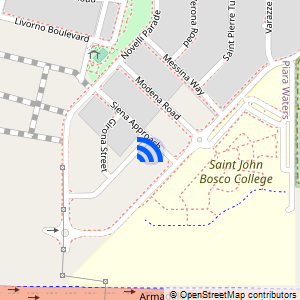 Livorno Boulevard
Novelli Parade
Messina Way
Road
Saint Pierre Tu
Varazze
Piara Waters
Modena Road
Siena Approach
Girona Street
Saint John
Bosco College
Arma
© OpenStreetMap contributors